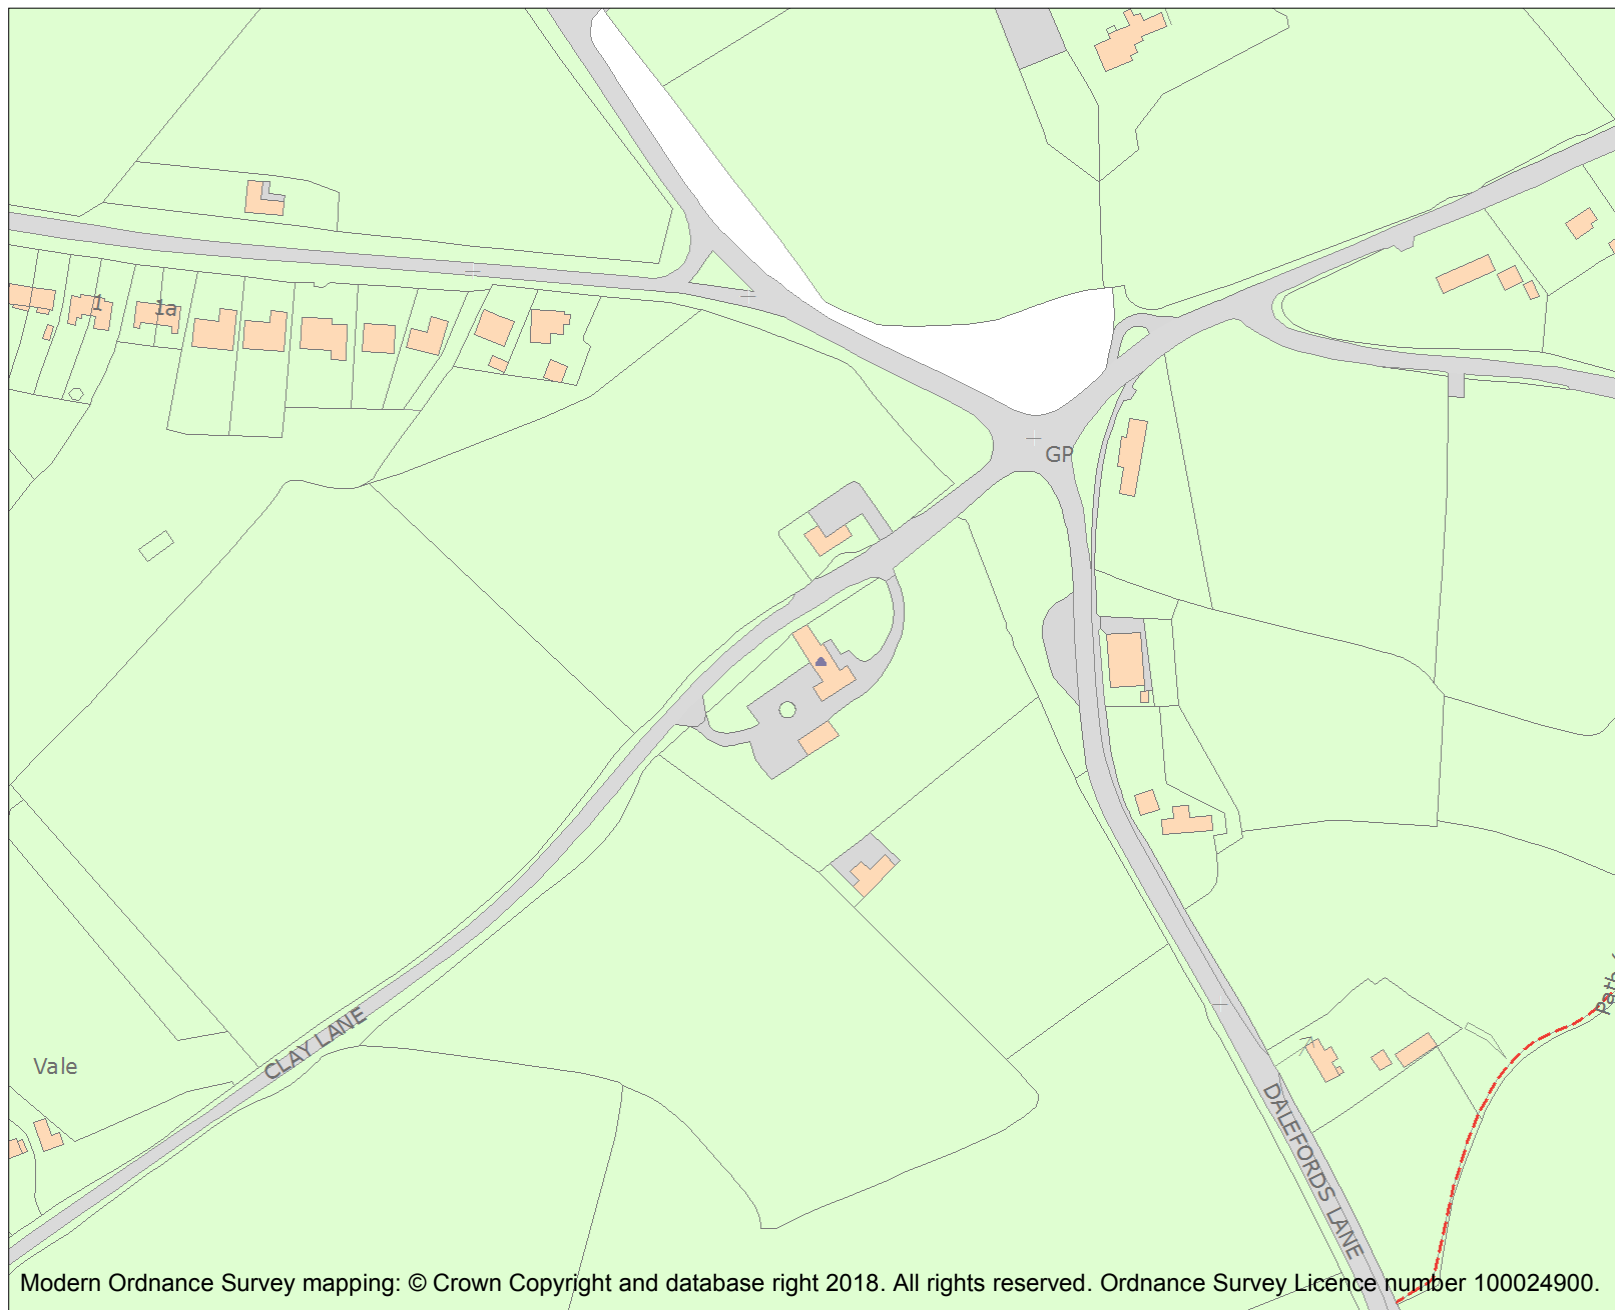 1
1a
GP
Path
Vale
CLAY LANE
DALEFORDS LANE
Modern Ordnance Survey mapping: © Crown Copyright and database right 2018. All rights reserved. Ordnance Survey Licence number 100024900.